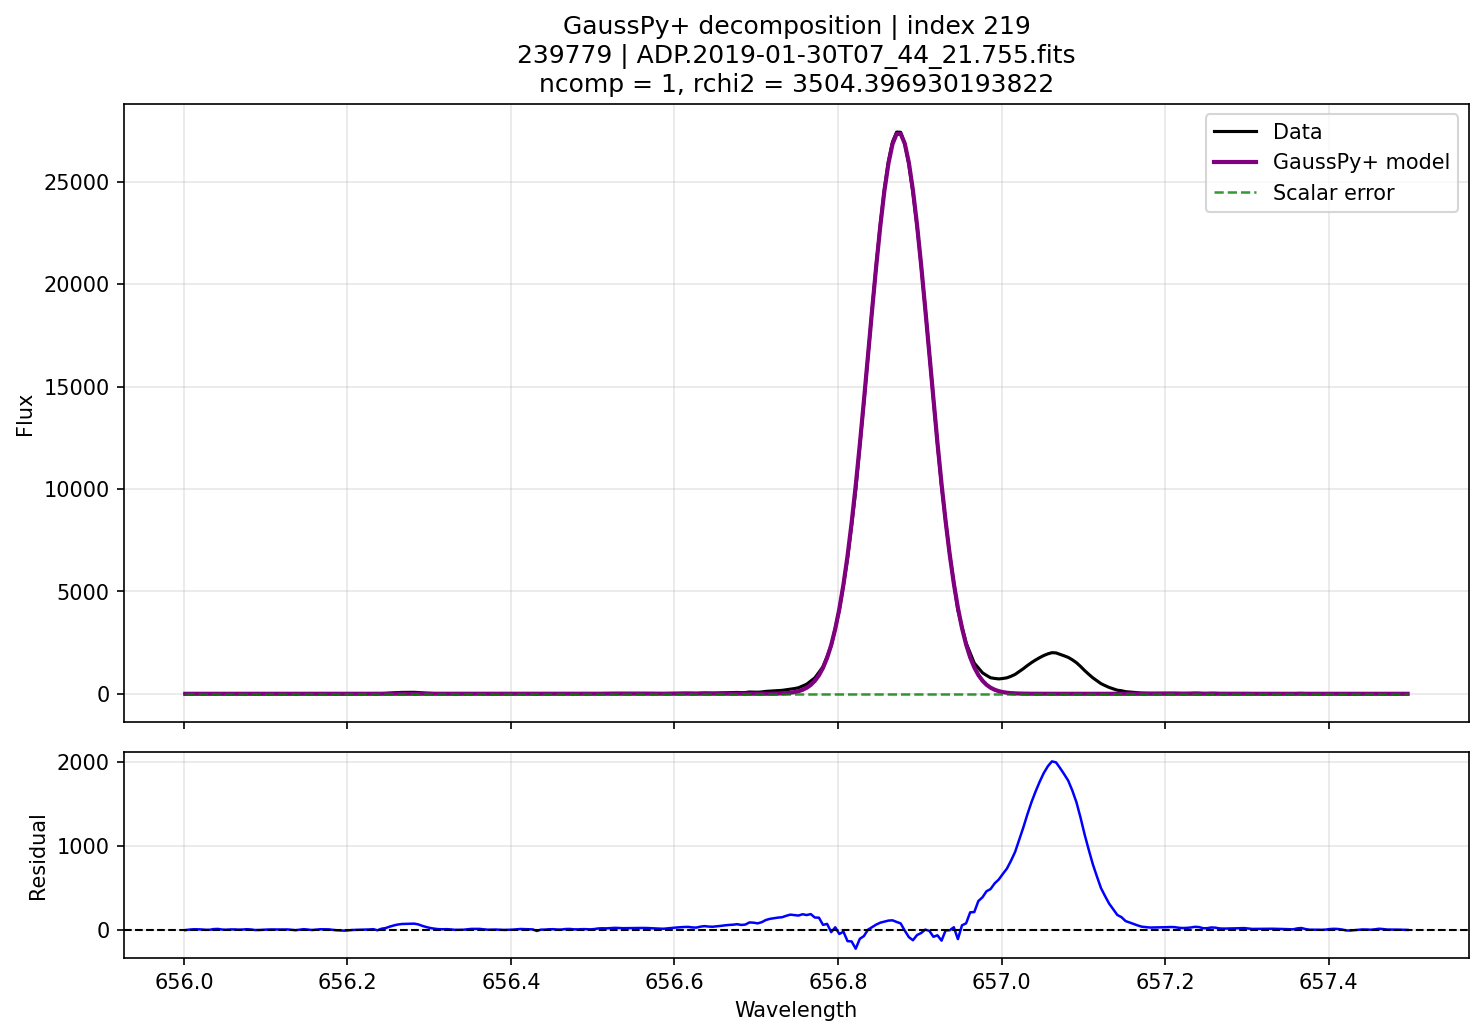 GaussPy+ decomposition | index 219
239779 | ADP.2019-01-30T07_44_21.755.fits
ncomp = 1, rchi2 = 3504.396930193822
Data
GaussPy+ model
Scalar error
Flux
25000
20000
15000
10000
5000
0
Residual
2000
1000
0
656.0
656.2
656.4
656.6
656.8
657.0
657.2
657.4
Wavelength